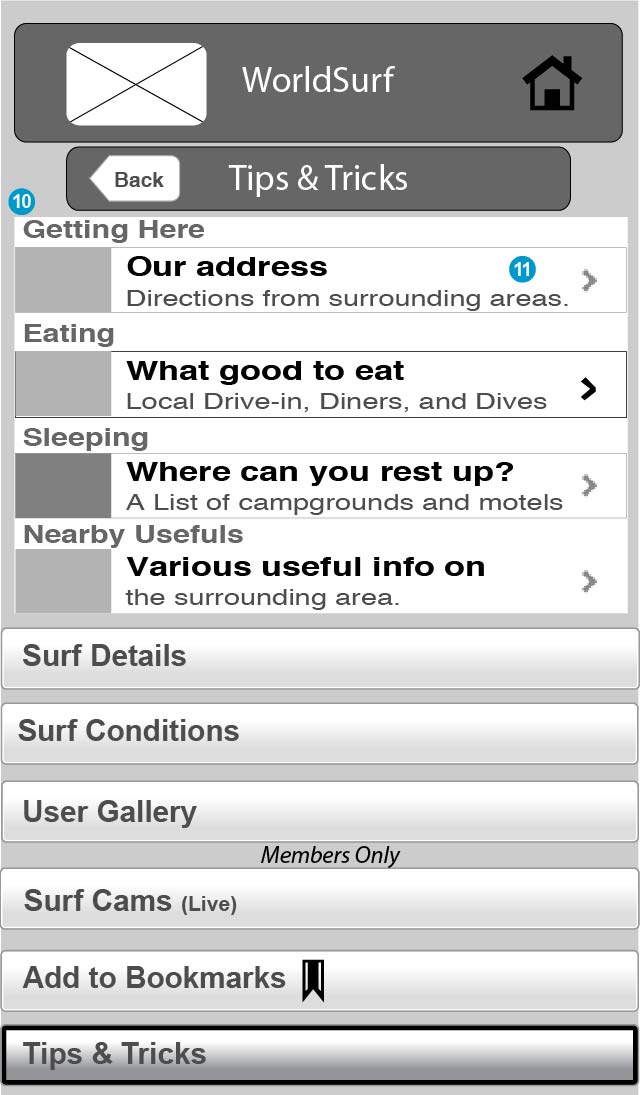 WorldSurf
Back
Tips & Tricks
10
Getting Here
Our address
11
Directions from surrounding areas.
Eating
What good to eat
Local Drive-in, Diners, and Dives
Sleeping
Where can you rest up?
A List of campgrounds and motels
Nearby Usefuls
Various useful info on
the surrounding area.
Surf Details
Surf Conditions
User Gallery
Members Only
Surf Cams (Live)
Add to Bookmarks
Tips & Tricks